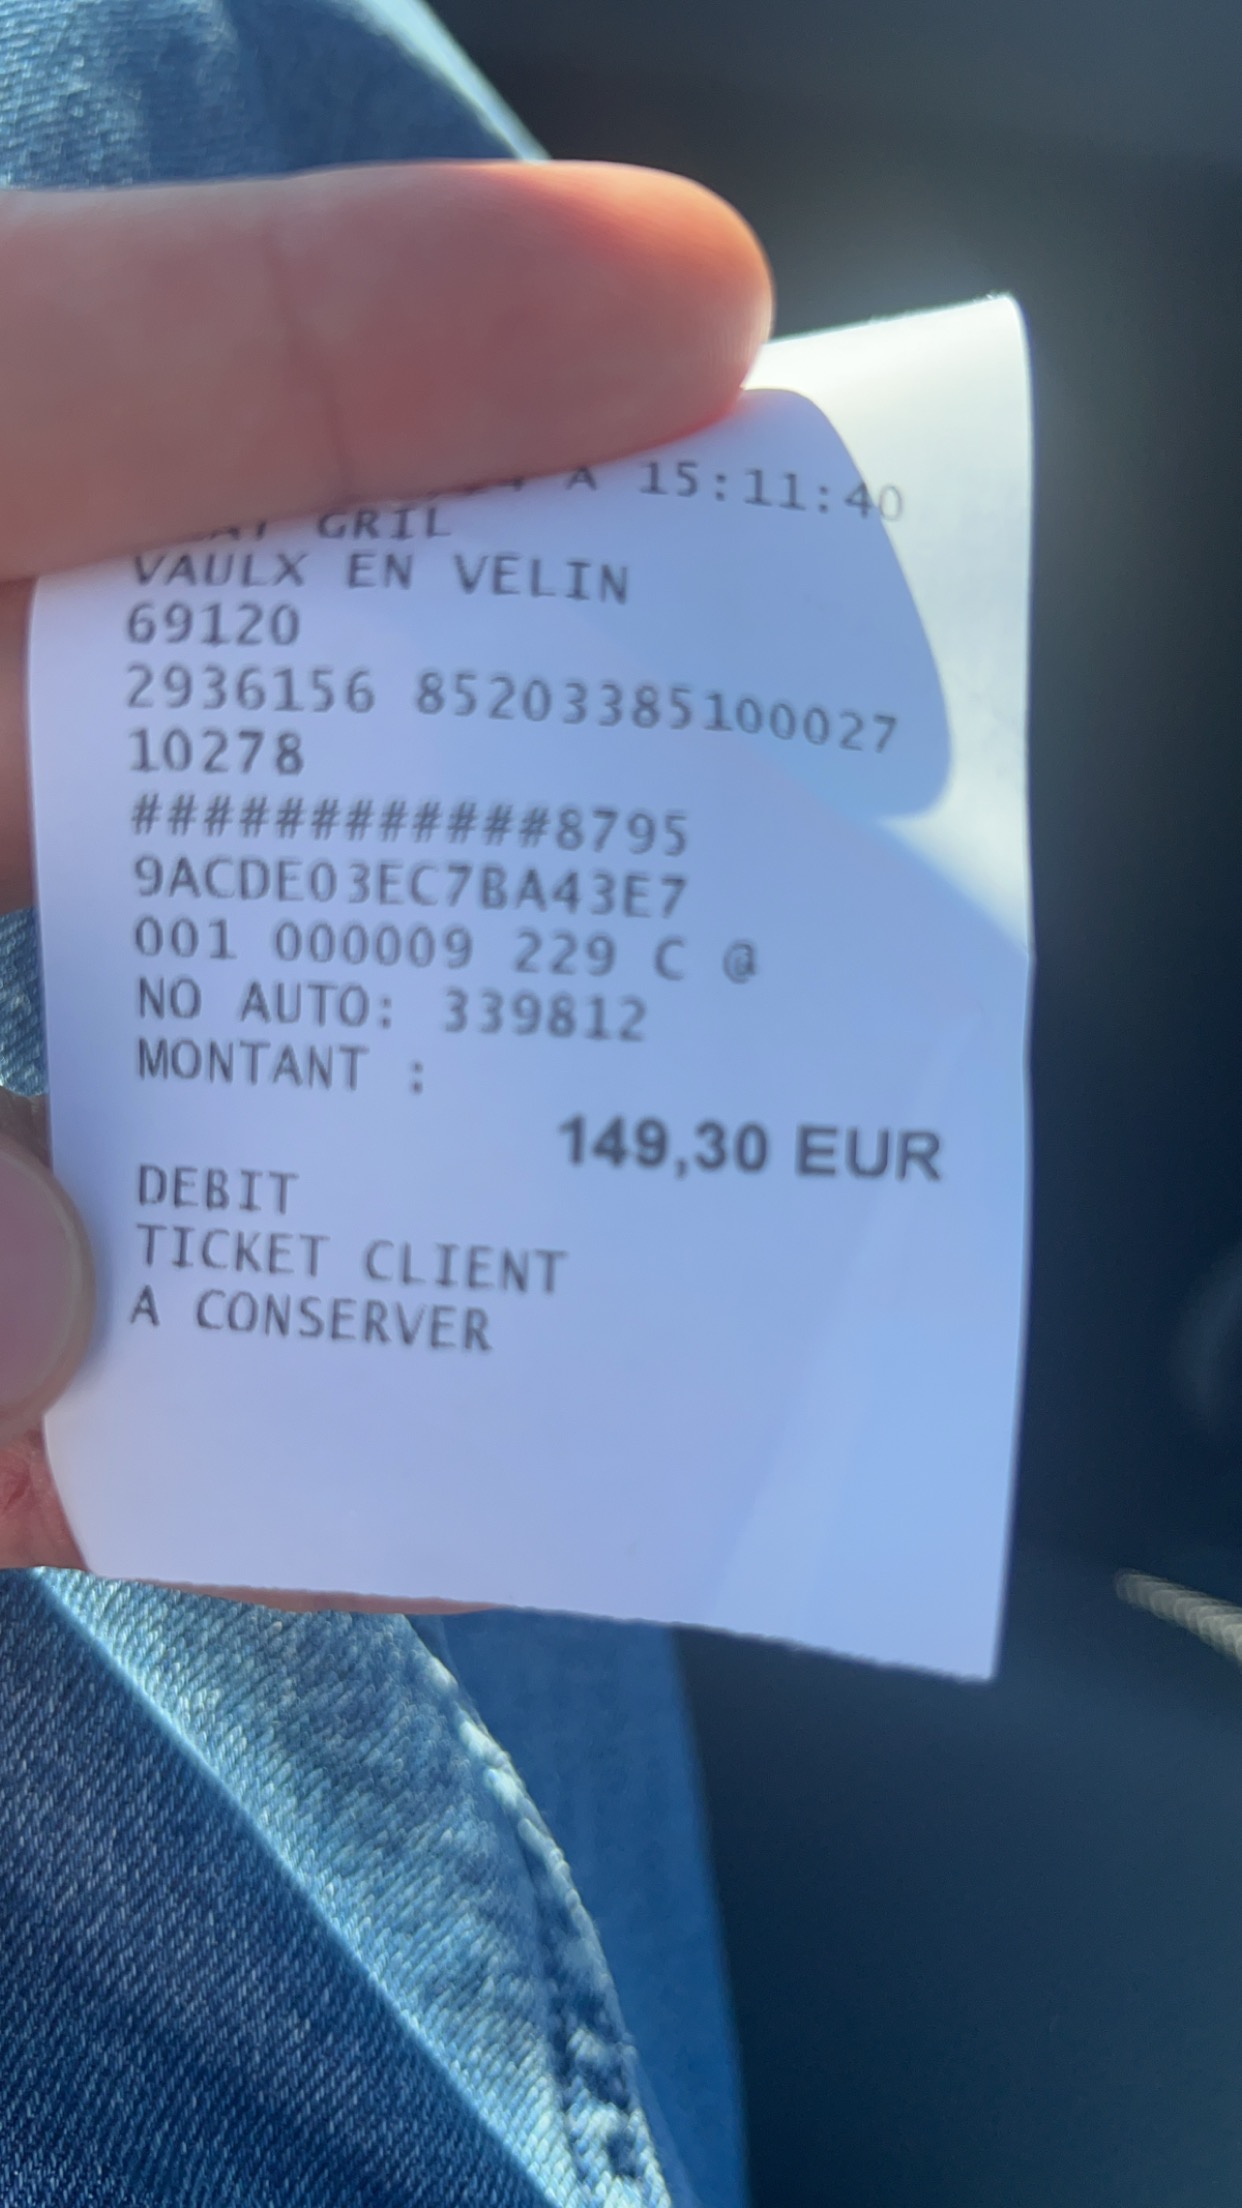 A 15:11:40
GRIL
VAULX EN VELIN
69120
2936156 85203385100027
10278
############8795
9ACDE03EC7BA43E7
001 000009 229 C @
NO AUTO: 339812
MONTANT :
149,30 EUR
DEBIT
TICKET CLIENT
A CONSERVER